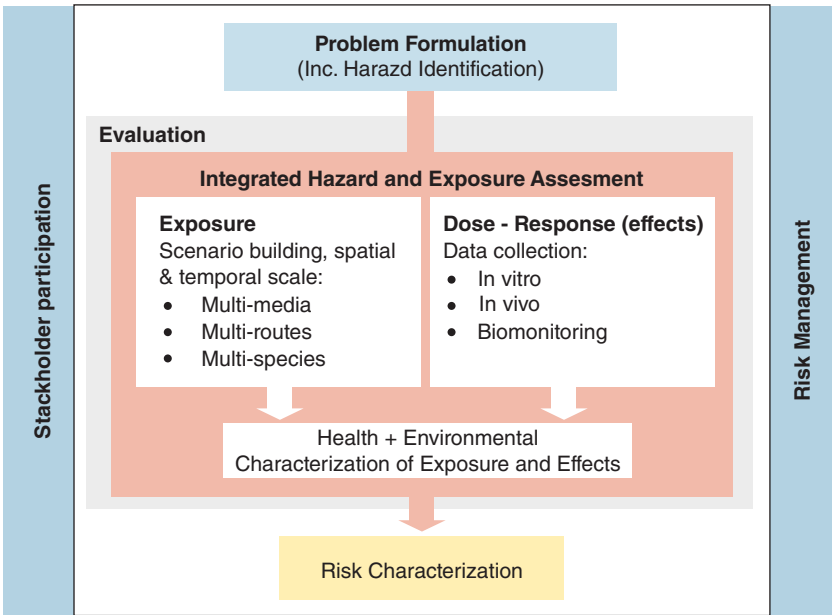 Problem Formulation
(Inc. Harazd Identification)
Evaluation
Integrated Hazard and Exposure Assesment
Exposure
Scenario building, spatial
& temporal scale:
• Multi-media
• Multi-routes
• Multi-species
Dose - Response (effects)
Data collection:
• In vitro
• In vivo
• Biomonitoring
Health + Environmental
Characterization of Exposure and Effects
Risk Characterization
Stackholder participation
Risk Management